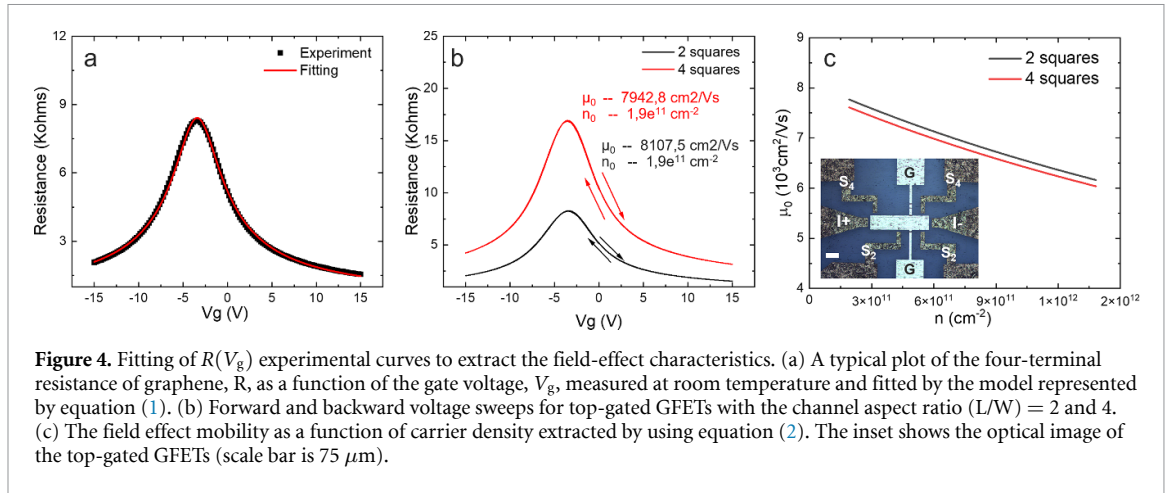 a
Experiment
Fitting
12
9
6
3
Resistance (Kohms)
-15 -10 -5 0 5 10 15
Vg (V)
b
2 squares
4 squares
μ₀ -- 7942,8 cm2/Vs
n₀ -- 1,9e¹¹ cm⁻²
μ₀ -- 8107,5 cm2/Vs
n₀ -- 1,9e¹¹ cm⁻²
25
20
15
10
5
Resistance (Kohms)
-15 -10 -5 0 5 10 15
Vg (V)
c
2 squares
4 squares
9
8
7
6
5
4
μ₀ (10³cm²/Vs)
S₄ G S₄
I+ I-
S₂ G S₂
0 3×10¹¹ 6×10¹¹ 9×10¹¹ 1×10¹² 2×10¹²
n (cm⁻²)
Figure 4. Fitting of R(Vg) experimental curves to extract the field-effect characteristics. (a) A typical plot of the four-terminal
resistance of graphene, R, as a function of the gate voltage, Vg, measured at room temperature and fitted by the model represented
by equation (1). (b) Forward and backward voltage sweeps for top-gated GFETs with the channel aspect ratio (L/W) = 2 and 4.
(c) The field effect mobility as a function of carrier density extracted by using equation (2). The inset shows the optical image of
the top-gated GFETs (scale bar is 75 μm).